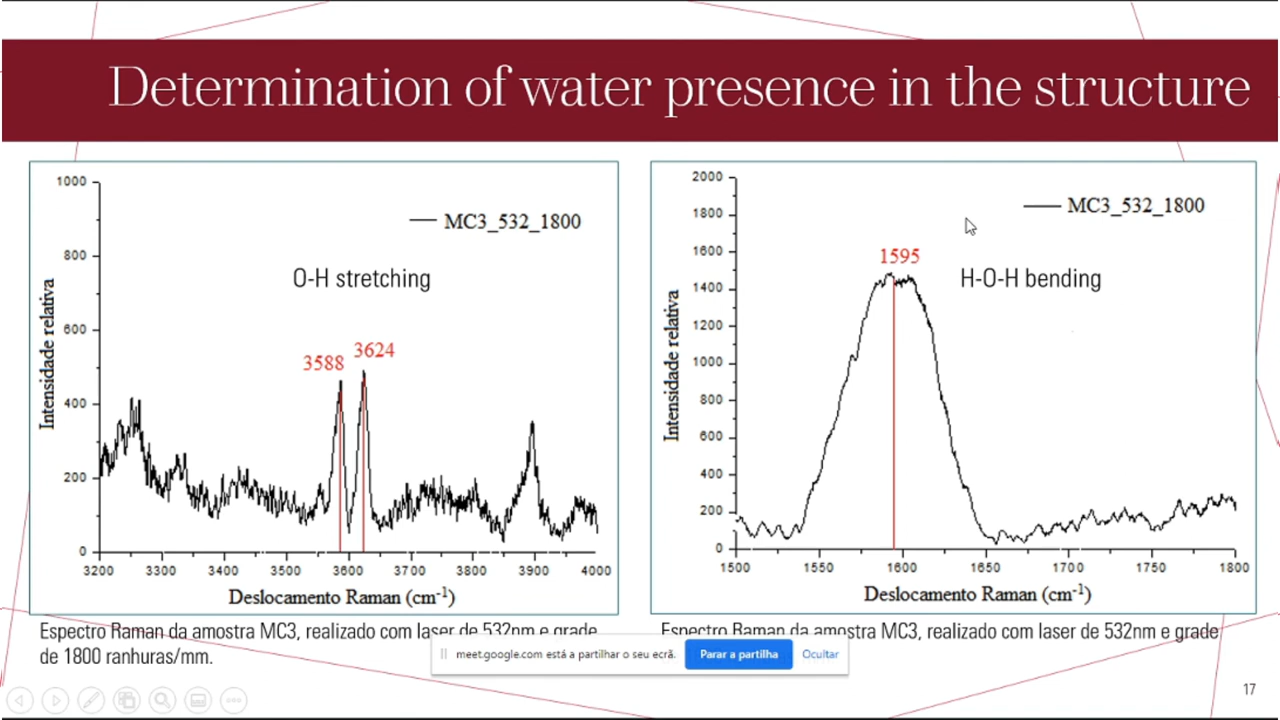 Determination of water presence in the structure
1000
800
600
400
200
0
3200 3300 3400 3500 3600 3700 3800 3900 4000
Intensidade relativa
Deslocamento Raman (cm⁻¹)
MC3_532_1800
O-H stretching
3588
3624
2000
1800
1600
1400
1200
1000
800
600
400
200
0
1500 1550 1600 1650 1700 1750 1800
Intensidade relativa
Deslocamento Raman (cm⁻¹)
MC3_532_1800
1595
H-O-H bending
Espectro Raman da amostra MC3, realizado com laser de 532nm e grade
de 1800 ranhuras/mm.
Espectro Raman da amostra MC3, realizado com laser de 532nm e grade
meet.google.com está a partilhar o seu ecrã.
Parar a partilha
Ocultar
17